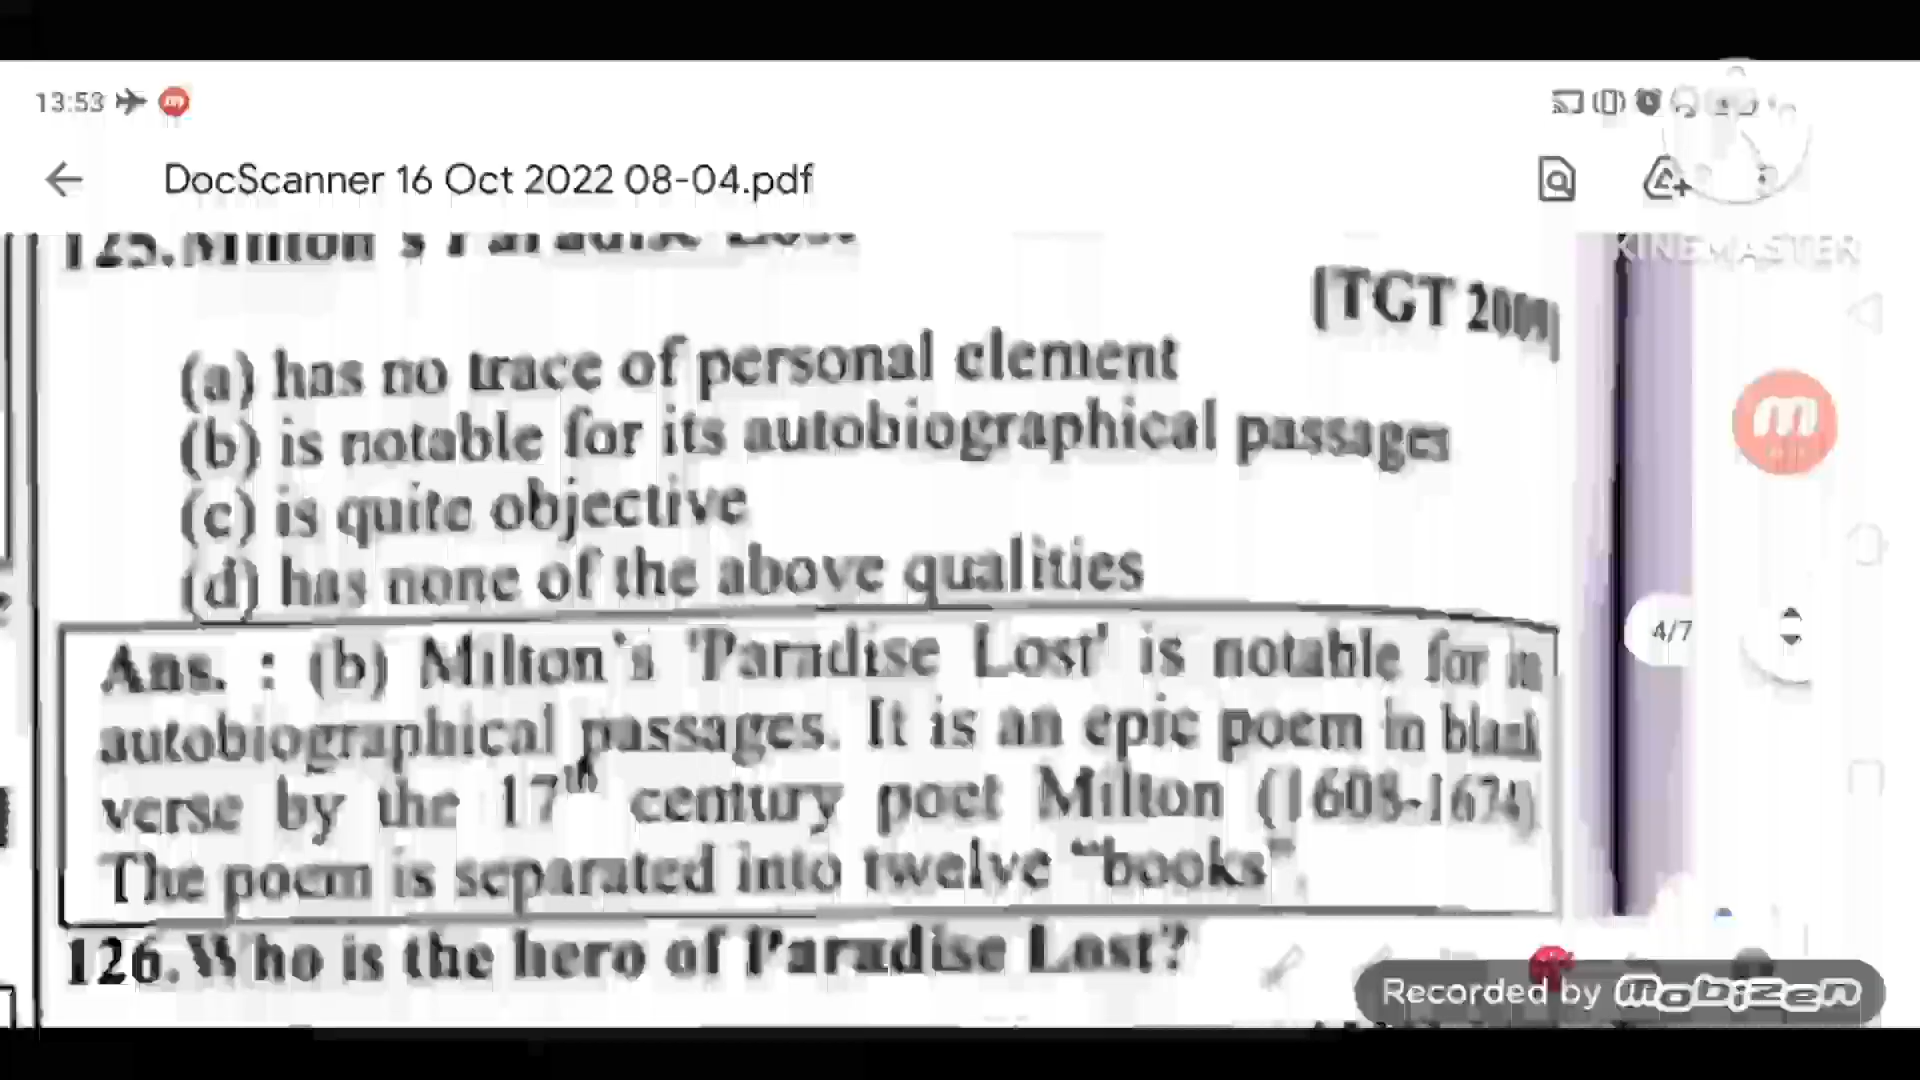 13:53
DocScanner 16 Oct 2022 08-04.pdf
KINEMASTER
125. Milton's Paradise Lost
[TGT
(a) has no trace of personal element
(b) is notable for its autobiographical passages
(c) is quite objective
(d) has none of the above qualities
4/7
Ans. : (b) Milton's 'Paradise Lost' is notable for its
autobiographical passages. It is an epic poem in blank
verse by the 17th century poet Milton (1608-1674)
The poem is separated into twelve "books".
126. Who is the hero of Paradise Lost?
Recorded by mobizen